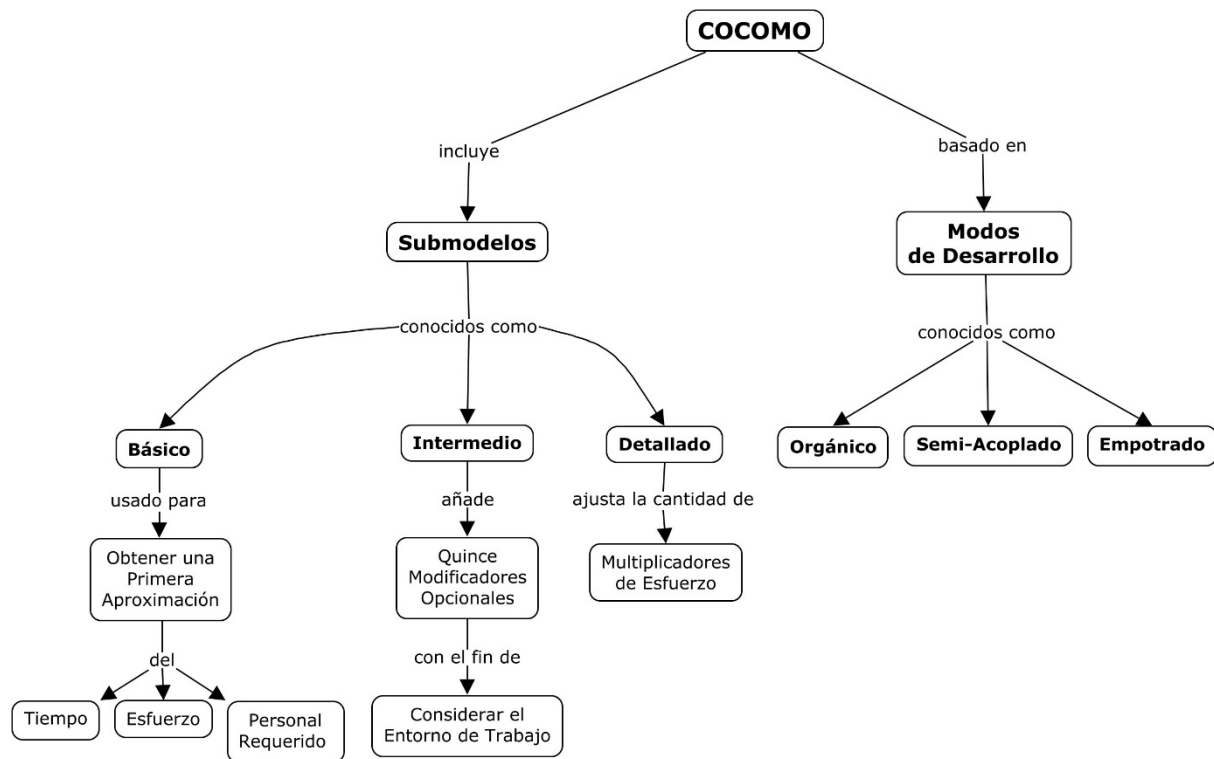 COCOMO
incluye
basado en
Submodelos
Modos
de Desarrollo
conocidos como
conocidos como
Básico
Intermedio
Detallado
Orgánico
Semi-Acoplado
Empotrado
usado para
añade
ajusta la cantidad de
Obtener una
Primera
Aproximación
Quince
Modificadores
Opcionales
Multiplicadores
de Esfuerzo
del
con el fin de
Tiempo
Esfuerzo
Personal
Requerido
Considerar el
Entorno de Trabajo